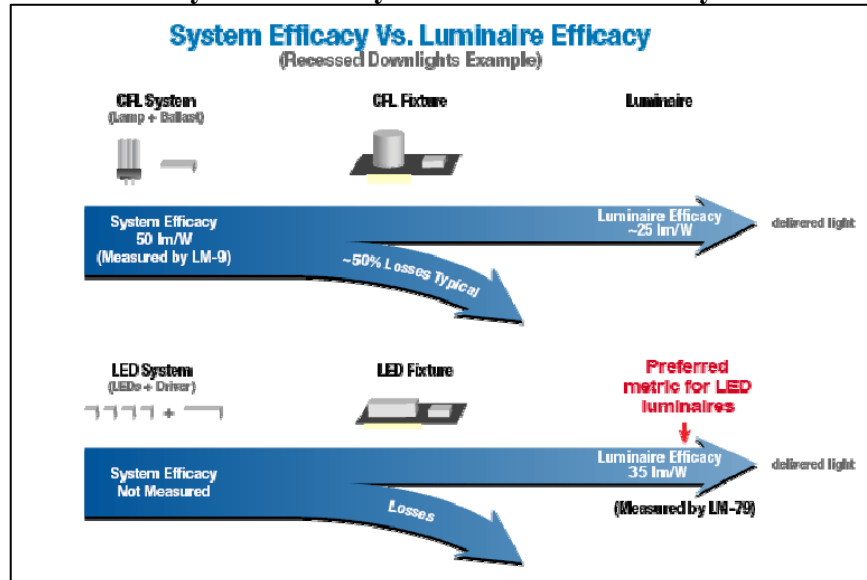 System Efficacy Vs. Luminaire Efficacy
(Recessed Downlights Example)
CFL System
(Lamp + Ballast)
CFL Fixture
Luminaire
System Efficacy
50 lm/W
(Measured by LM-9)
Luminaire Efficacy
~25 lm/W
delivered light
~50% Losses Typical
LED System
(LEDs + Driver)
LED Fixture
Preferred
metric for LED
luminaires
+
System Efficacy
Not Measured
Luminaire Efficacy
35 lm/W
delivered light
Losses
(Measured by LM-79)